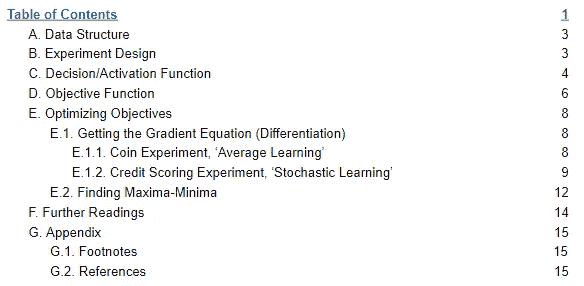 Table of Contents 1
A. Data Structure 3
B. Experiment Design 3
C. Decision/Activation Function 4
D. Objective Function 6
E. Optimizing Objectives 8
E.1. Getting the Gradient Equation (Differentiation) 8
E.1.1. Coin Experiment, ‘Average Learning’ 8
E.1.2. Credit Scoring Experiment, ‘Stochastic Learning’ 9
E.2. Finding Maxima-Minima 12
F. Further Readings 14
G. Appendix 15
G.1. Footnotes 15
G.2. References 15